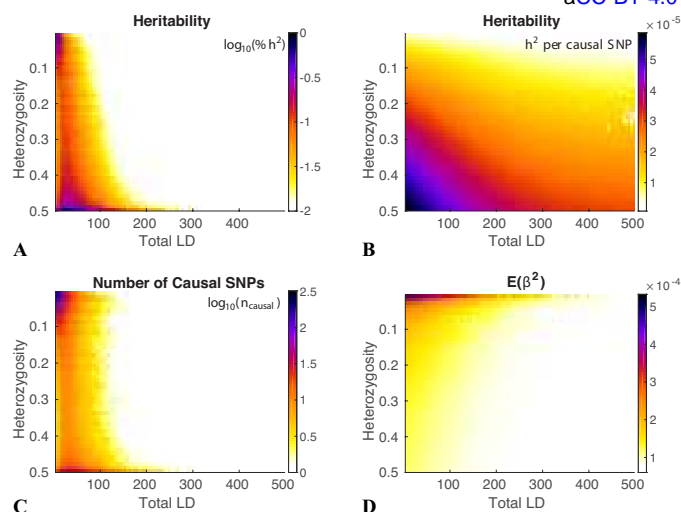 aCC-BY 4.0
Heritability
log10(% h2)
0
-0.5
-1
-1.5
-2
0.1
0.2
0.3
0.4
0.5
Heterozygosity
100 200 300 400
Total LD
A
Heritability
h2 per causal SNP
×10-5
5
4
3
2
1
0.1
0.2
0.3
0.4
0.5
Heterozygosity
100 200 300 400 500
Total LD
B
Number of Causal SNPs
log10(ncausal)
2.5
2
1.5
1
0.5
0
0.1
0.2
0.3
0.4
0.5
Heterozygosity
100 200 300 400 500
Total LD
C
E(β2)
×10-4
5
4
3
2
1
0.1
0.2
0.3
0.4
0.5
Heterozygosity
100 200 300 400 500
Total LD
D